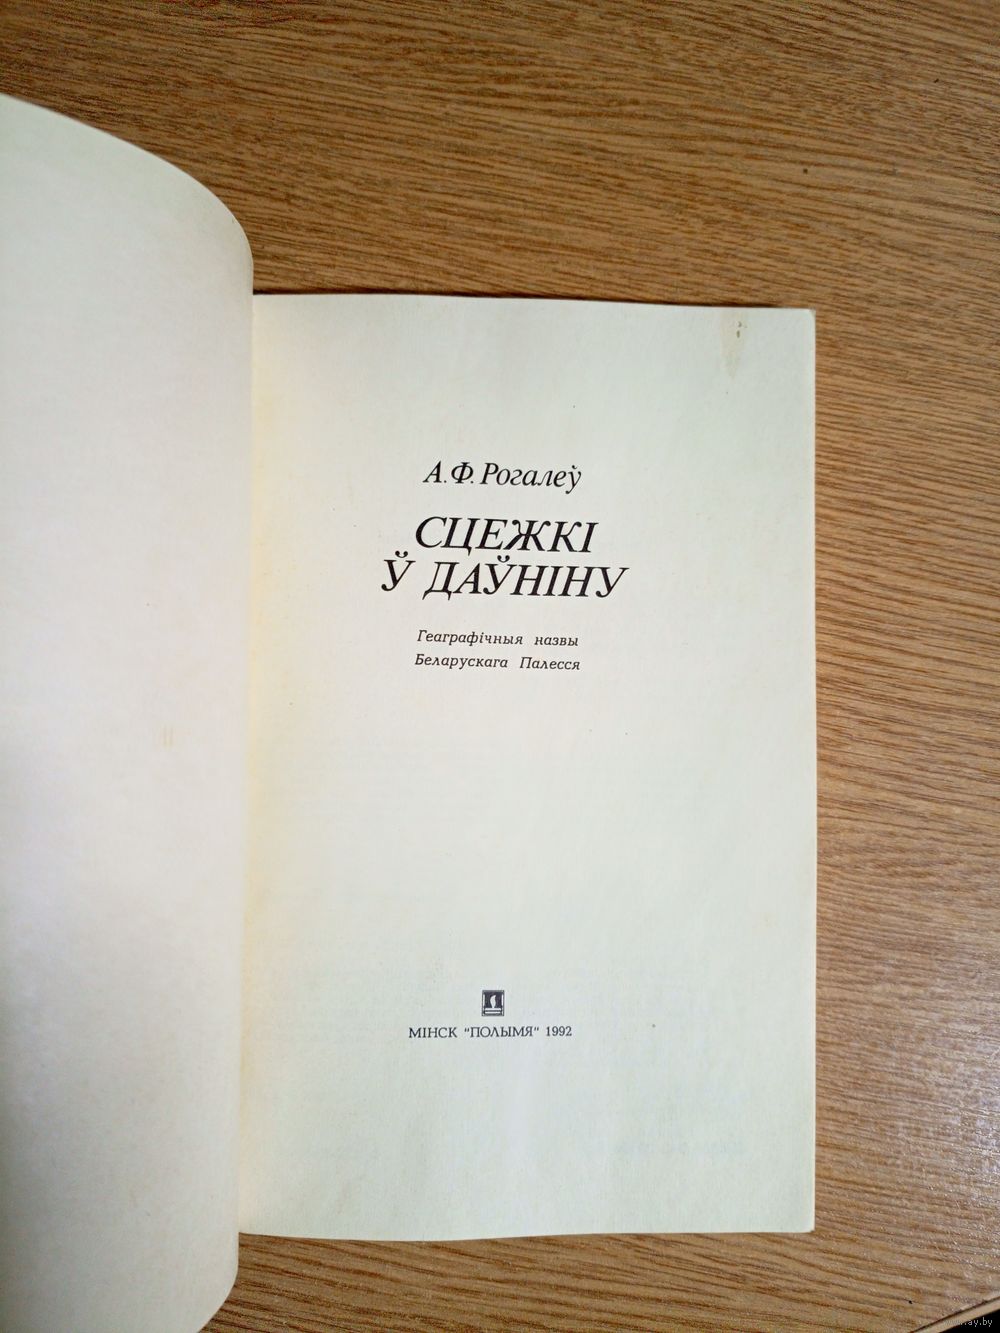 А. Ф. Рогалеў
СЦЕЖКІ
Ў ДАЎНІНУ
Геаграфічныя назвы
Беларускага Палесся
МІНСК "ПОЛЫМЯ" 1992